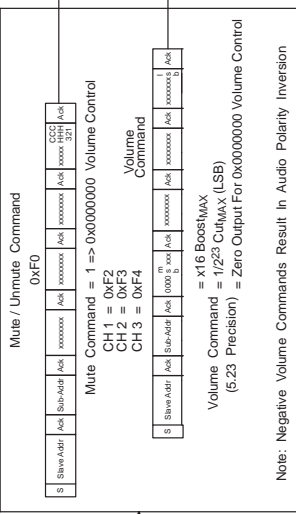 Mute / Unmute Command
0xF0
S Slave Addr Ack Sub-Addr Ack xxxxxxxx Ack xxxxxxxx Ack xxxxxxxx Ack xxxxx CCC HHH 321 Ack
Mute Command = 1 => 0x0000000 Volume Control
CH 1 = 0xF2
CH 2 = 0xF3
CH 3 = 0xF4
Volume
Command
S Slave Addr Ack Sub-Addr Ack 0000 m s b xxx Ack xxxxxxxx Ack xxxxxxxx Ack xxxxxxxx l s b Ack
= x16 BoostMAX
Volume Command = 1/2^23 CutMAX (LSB)
(5.23 Precision) = Zero Output For 0x0000000 Volume Control
Note: Negative Volume Commands Result In Audio Polarity Inversion